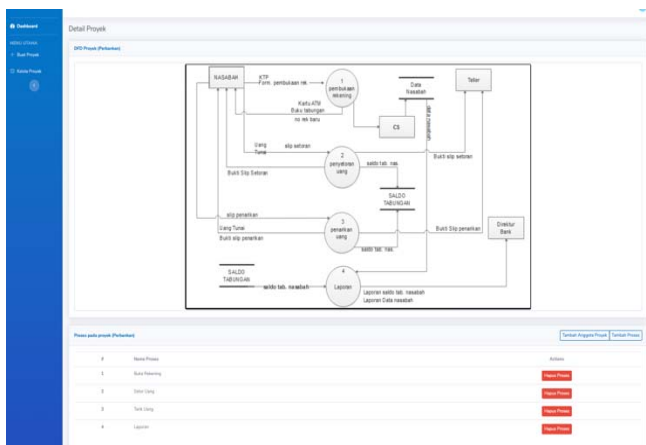 Dashboard
MENU UTAMA
Buat Proyek
Kelola Proyek
Detail Proyek
DFD Proyek (Perbankan)
NASABAH
KTP
Form. pembukaan rek.
1
pembukaan
rekening
Data
Nasabah
Teller
Kartu ATM
Buku tabungan
no rek baru
CS
data nasabah
Uang
Tunai
slip setoran
2
penyetoran
uang
saldo tab. nas
Bukti slip setoran
Bukti Slip Setoran
SALDO
TABUNGAN
slip penarikan
Uang Tunai
Bukti slip penarikan
3
penarikan
uang
Bukti Slip penarikan
Direktur
Bank
saldo tab. nas.
SALDO
TABUNGAN
saldo tab. nasabah
4
Laporan
Laporan saldo tab. nasabah
Laporan Data nasabah
Proses pada proyek (Perbankan)
Tambah Anggota Proyek
Tambah Proses
# Nama Proses Actions
1 Buka Rekening Hapus Proses
2 Setor Uang Hapus Proses
3 Tarik Uang Hapus Proses
4 Laporan Hapus Proses